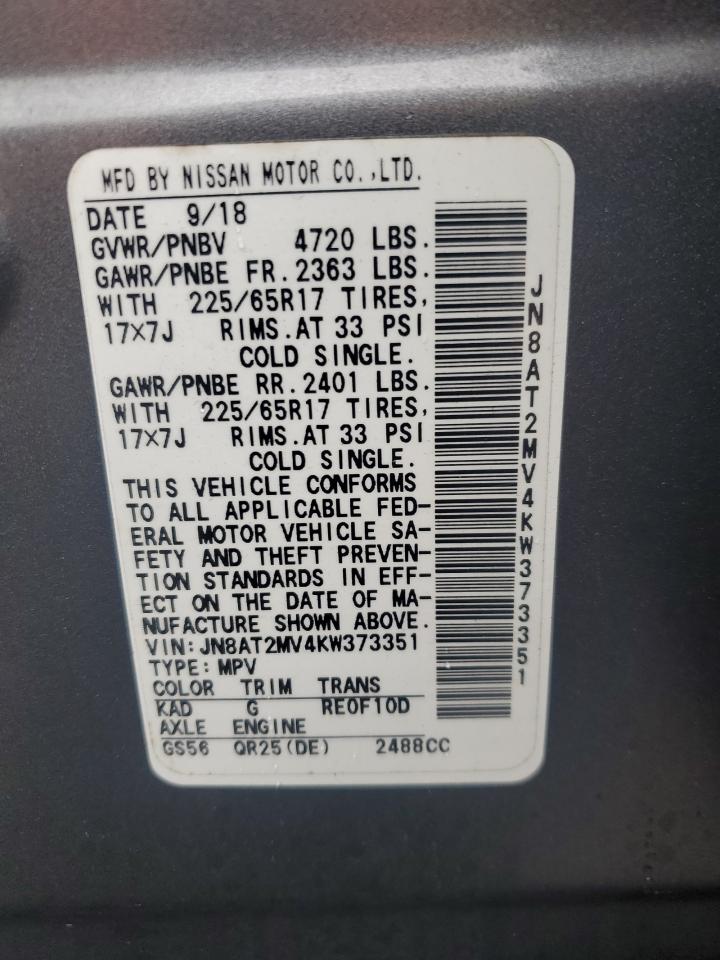 MFD BY NISSAN MOTOR CO.,LTD.
DATE 9/18
GVWR/PNBV 4720 LBS.
GAWR/PNBE FR.2363 LBS.
WITH 225/65R17 TIRES,
17×7J RIMS.AT 33 PSI
COLD SINGLE.
GAWR/PNBE RR.2401 LBS.
WITH 225/65R17 TIRES,
17×7J RIMS.AT 33 PSI
COLD SINGLE.
THIS VEHICLE CONFORMS
TO ALL APPLICABLE FED-
ERAL MOTOR VEHICLE SA-
FETY AND THEFT PREVEN-
TION STANDARDS IN EFF-
ECT ON THE DATE OF MA-
NUFACTURE SHOWN ABOVE.
VIN:JN8AT2MV4KW373351
TYPE:MPV
COLOR TRIM TRANS
KAD G RE0F10D
AXLE ENGINE
GS56 QR25(DE) 2488CC
JN8AT2MV4KW373351